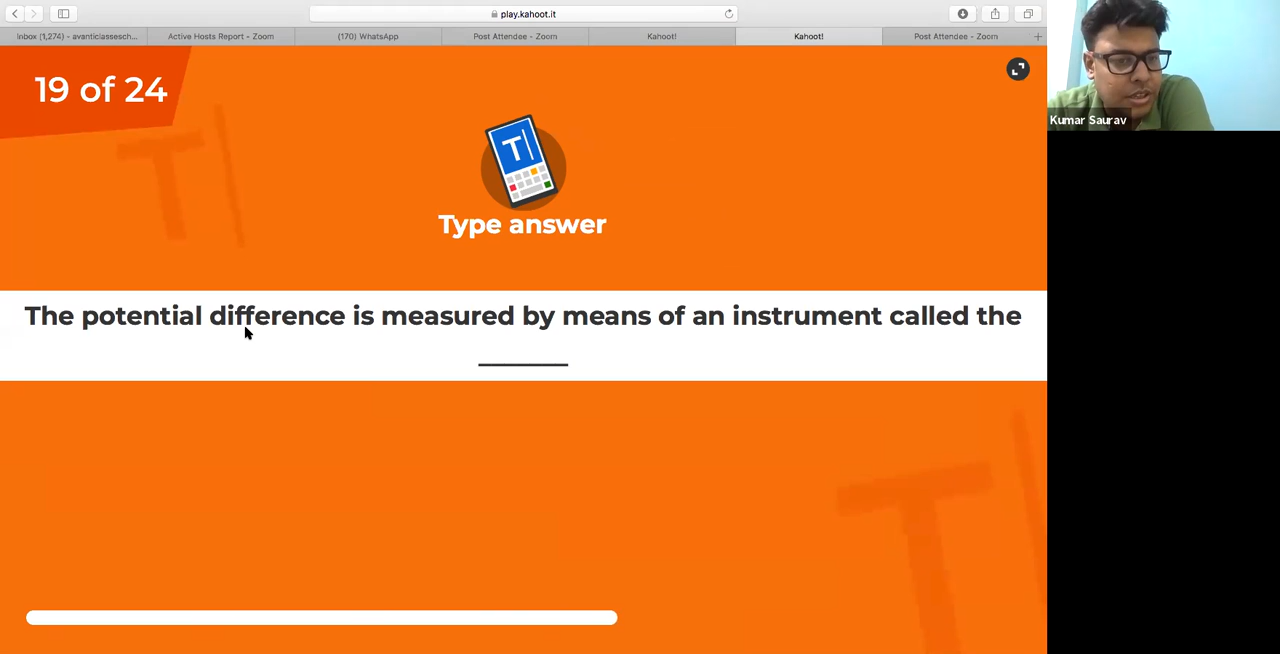 play.kahoot.it
Inbox (1,274) - avanticlassesch...
Active Hosts Report - Zoom
(170) WhatsApp
Post Attendee - Zoom
Kahoot!
Kahoot!
Post Attendee - Zoom
19 of 24
T
Type answer
The potential difference is measured by means of an instrument called the
________
Kumar Saurav